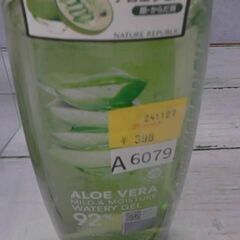 NATURE REPUBLIC
241127
¥ 398
A6079
ALOE VERA
MILD & MOISTURE
WATERY GEL
92%